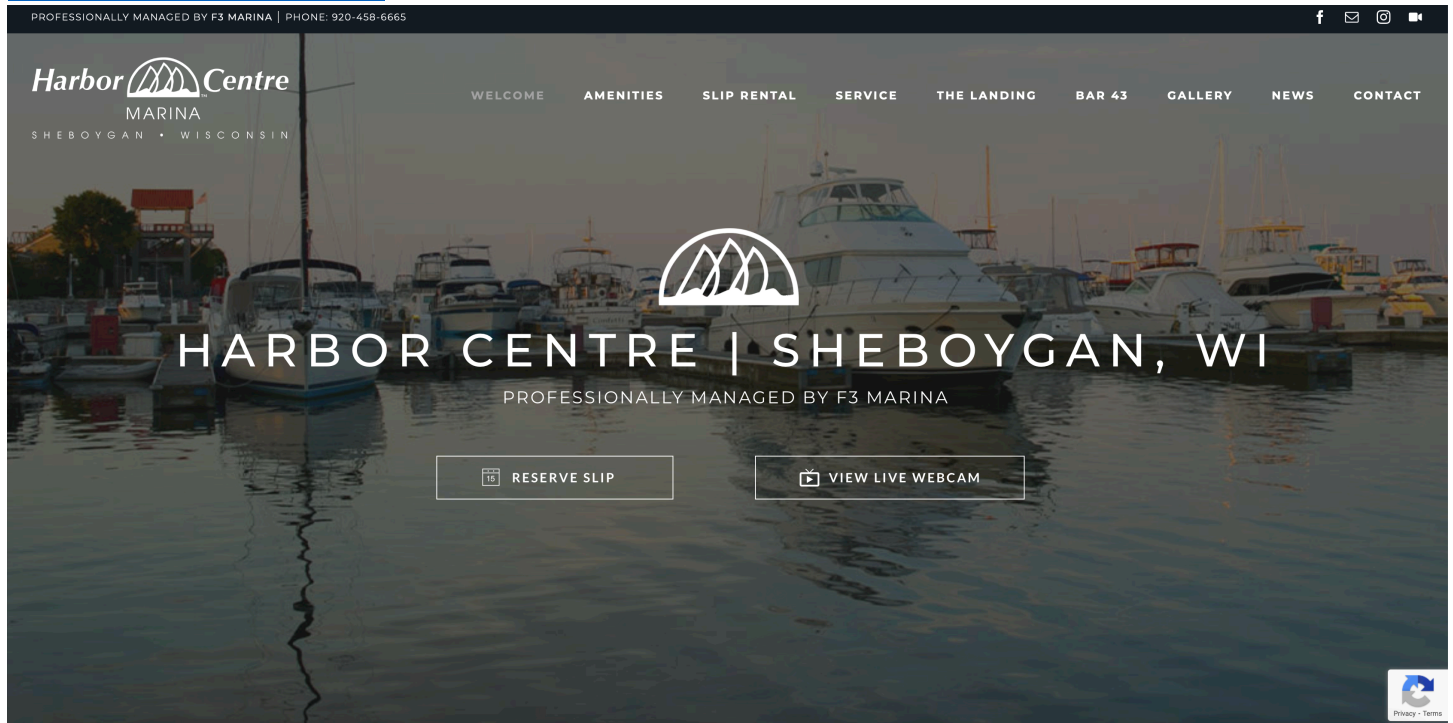 PROFESSIONALLY MANAGED BY F3 MARINA | PHONE: 920-458-6665
Harbor Centre
MARINA
SHEBOYGAN • WISCONSIN
WELCOME AMENITIES SLIP RENTAL SERVICE THE LANDING BAR 43 GALLERY NEWS CONTACT
HARBOR CENTRE | SHEBOYGAN, WI
PROFESSIONALLY MANAGED BY F3 MARINA
15 RESERVE SLIP VIEW LIVE WEBCAM
Privacy - Terms